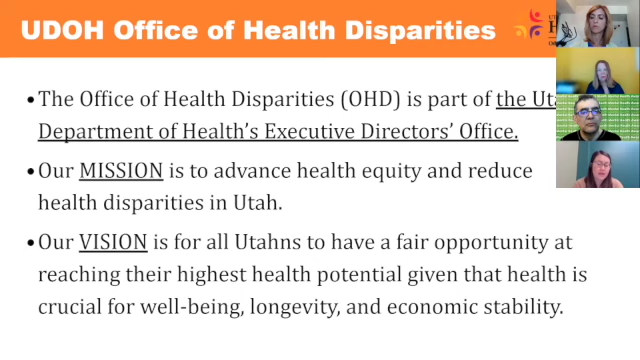 UDOH Office of Health Disparities
•The Office of Health Disparities (OHD) is part of the
Department of Health's Executive Directors' Office.
•Our MISSION is to advance health equity and reduce
health disparities in Utah.
•Our VISION is for all Utahns to have a fair opportunity at
reaching their highest health potential given that health is
crucial for well-being, longevity, and economic stability.